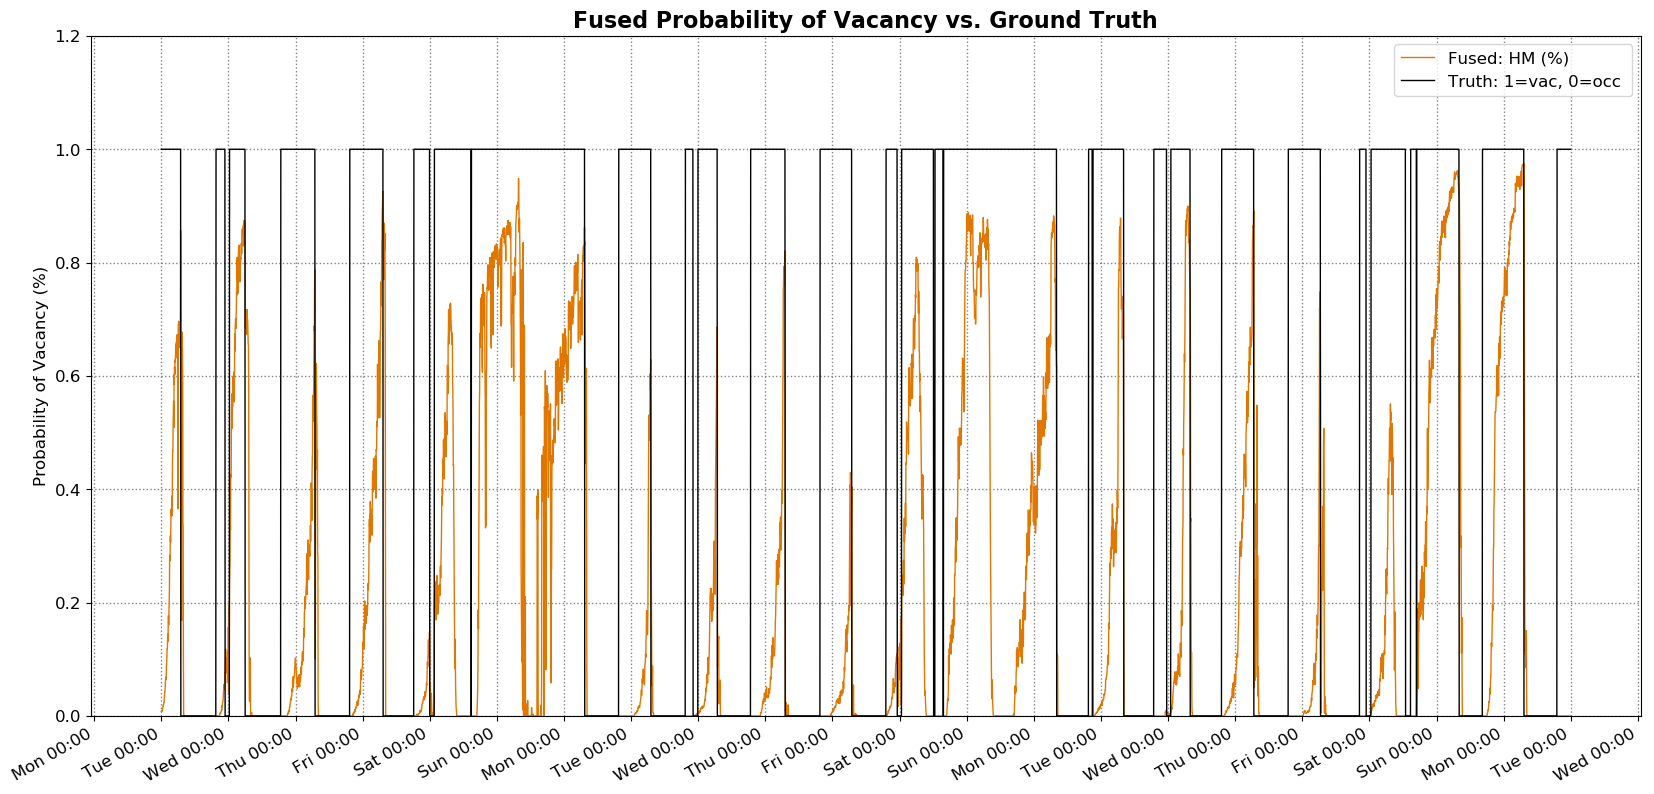 Fused Probability of Vacancy vs. Ground Truth
Fused: HM (%)
Truth: 1=vac, 0=occ
Probability of Vacancy (%)
1.2
1.0
0.8
0.6
0.4
0.2
0.0
Mon 00:00
Tue 00:00
Wed 00:00
Thu 00:00
Fri 00:00
Sat 00:00
Sun 00:00
Mon 00:00
Tue 00:00
Wed 00:00
Thu 00:00
Fri 00:00
Sat 00:00
Sun 00:00
Mon 00:00
Tue 00:00
Wed 00:00
Thu 00:00
Fri 00:00
Sat 00:00
Sun 00:00
Mon 00:00
Tue 00:00
Wed 00:00